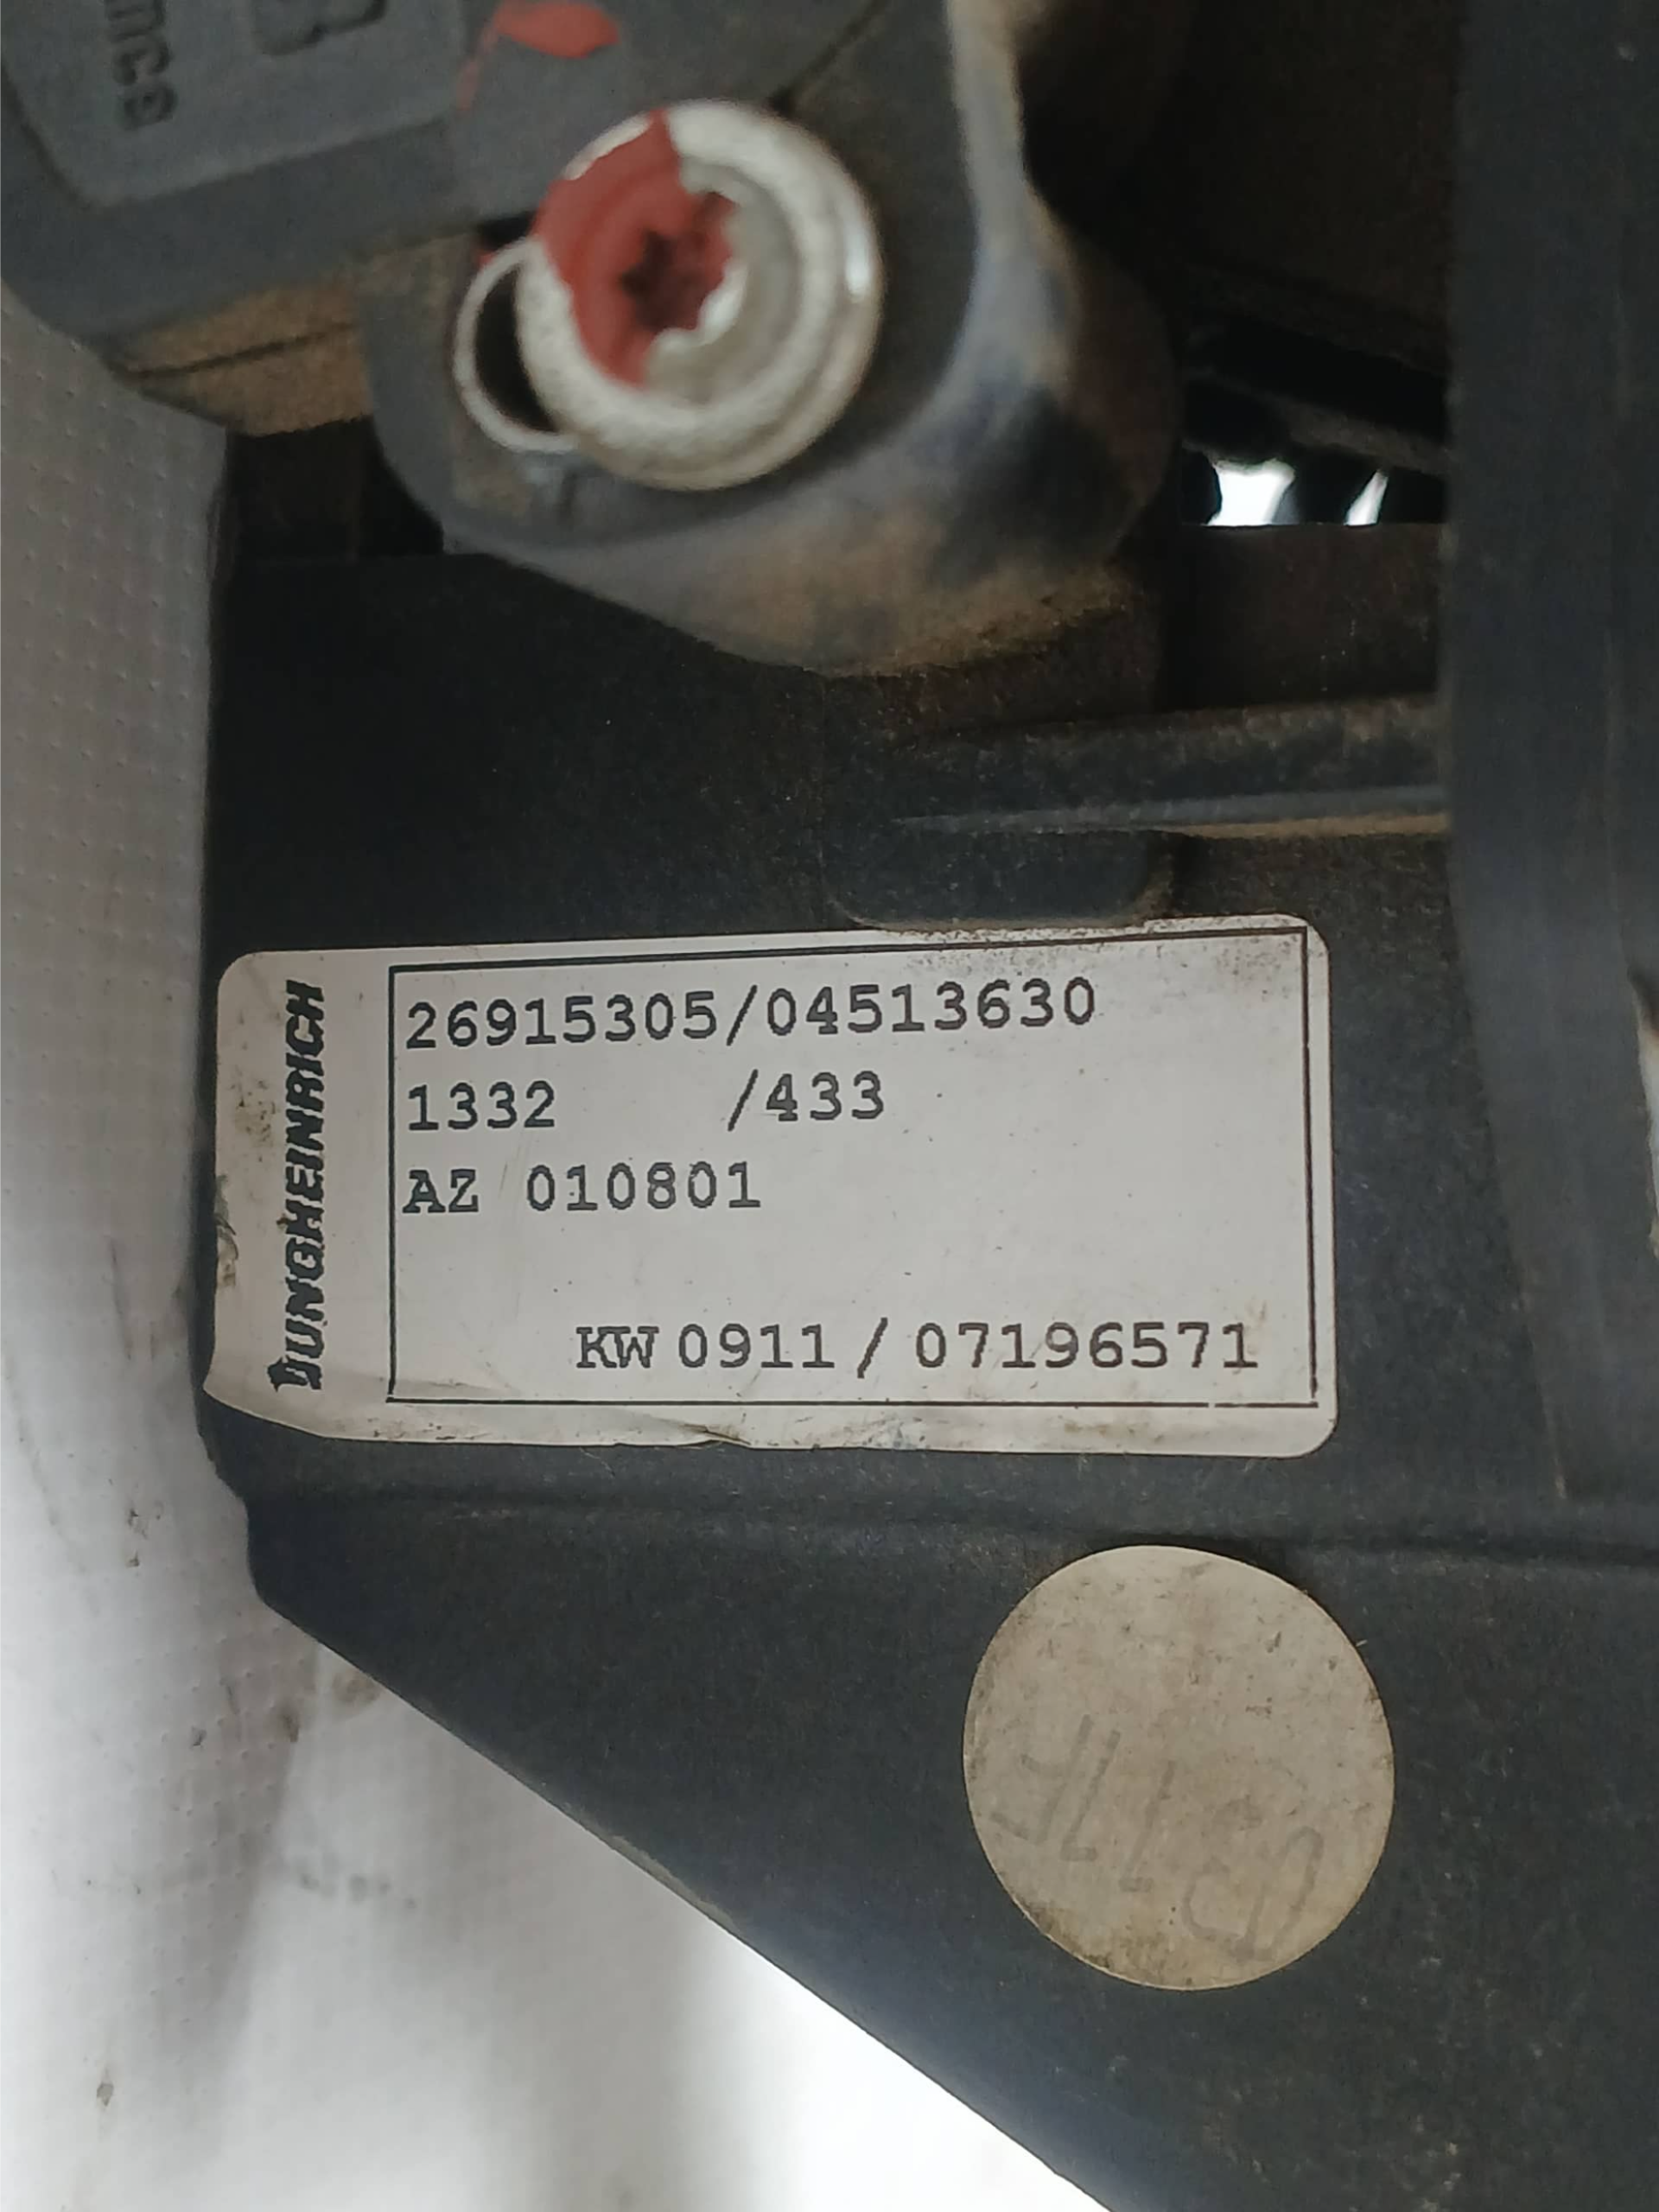 JUNGHEINRICH
26915305/04513630
1332 /433
AZ 010801
KW 0911 / 07196571